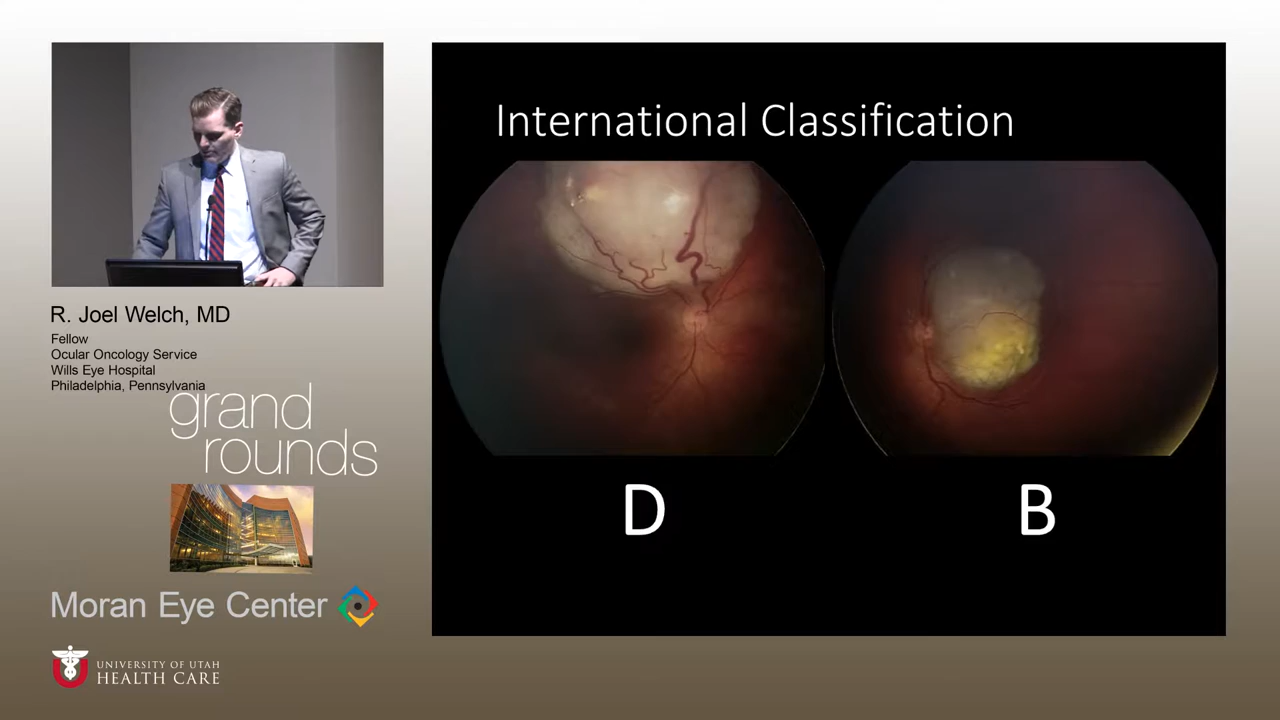 International Classification
D
B
R. Joel Welch, MD
Fellow
Ocular Oncology Service
Wills Eye Hospital
Philadelphia, Pennsylvania
grand
rounds
Moran Eye Center
U
UNIVERSITY OF UTAH
HEALTH CARE